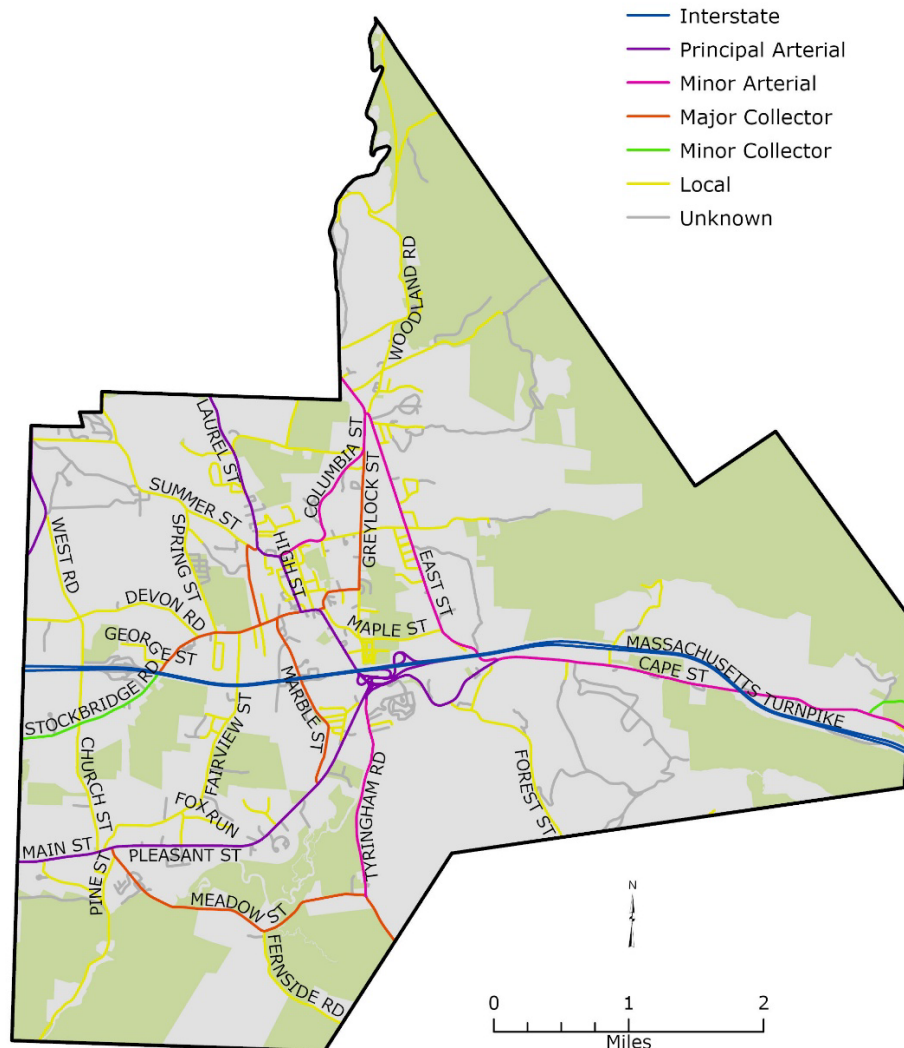 Interstate
Principal Arterial
Minor Arterial
Major Collector
Minor Collector
Local
Unknown
WOODLAND RD
LAUREL ST
COLUMBIA ST
GREYLOCK ST
SUMMER ST
SPRING ST
HIGH ST
EAST ST
WEST RD
DEVON RD
MAPLE ST
GEORGE ST
MASSACHUSETTS TURNPIKE
CAPE ST
STOCKBRIDGE RD
MARBLE ST
FAIRVIEW ST
CHURCH ST
TYRINGHAM RD
FOREST ST
FOX RUN
MAIN ST
PLEASANT ST
PINE ST
MEADOW ST
FERNSIDE RD
N
0 1 2
Miles